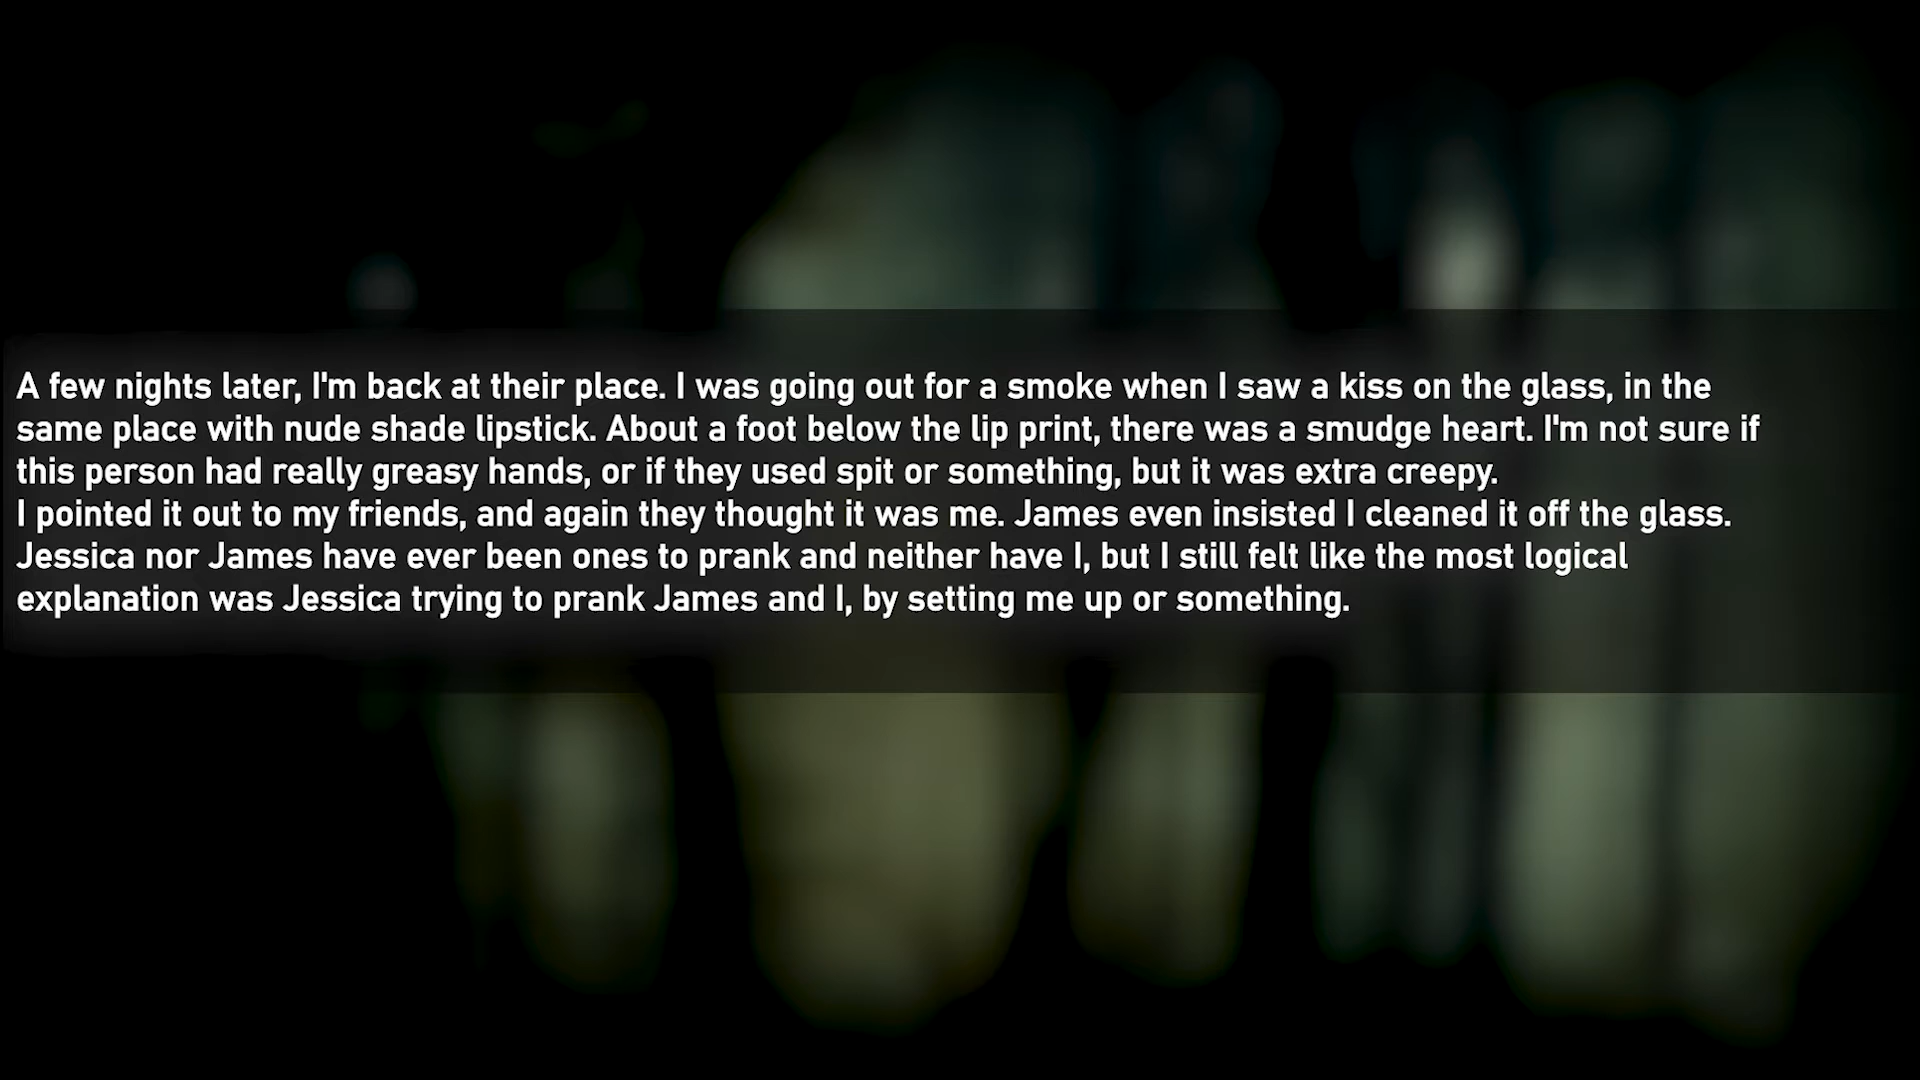 A few nights later, I'm back at their place. I was going out for a smoke when I saw a kiss on the glass, in the
same place with nude shade lipstick. About a foot below the lip print, there was a smudge heart. I'm not sure if
this person had really greasy hands, or if they used spit or something, but it was extra creepy.
I pointed it out to my friends, and again they thought it was me. James even insisted I cleaned it off the glass.
Jessica nor James have ever been ones to prank and neither have I, but I still felt like the most logical
explanation was Jessica trying to prank James and I, by setting me up or something.